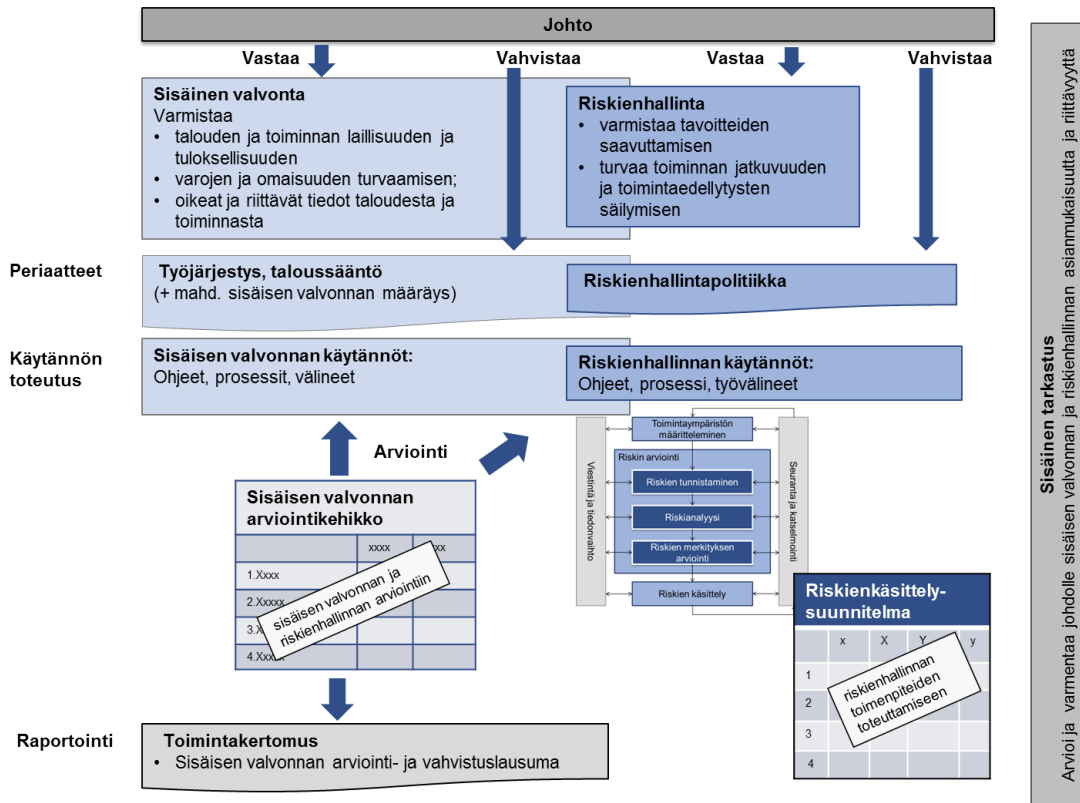 Johto
Vastaa
Vahvistaa
Vastaa
Vahvistaa
Sisäinen valvonta
Varmistaa
• talouden ja toiminnan laillisuuden ja
tuloksellisuuden
• varojen ja omaisuuden turvaamisen;
• oikeat ja riittävät tiedot taloudesta ja
toiminnasta
Riskienhallinta
• varmistaa tavoitteiden
saavuttamisen
• turvaa toiminnan jatkuvuuden
ja toimintaedellytysten
säilymisen
Periaatteet
Työjärjestys, taloussääntö
(+ mahd. sisäisen valvonnan määräys)
Riskienhallintapolitiikka
Käytännön
toteutus
Sisäisen valvonnan käytännöt:
Ohjeet, prosessit, välineet
Riskienhallinnan käytännöt:
Ohjeet, prosessi, työvälineet
Arviointi
Sisäisen valvonnan
arviointikehikko
xxxx
xx
1.Xxxx
2.Xxxxx
3.X
4.Xxxxx
sisäisen valvonnan ja
riskienhallinnan arviointiin
Viestintä ja tiedonvaihto
Toimintaympäristön
määritteleminen
Riskin arviointi
Riskien tunnistaminen
Riskianalyysi
Riskien merkityksen
arviointi
Riskien käsittely
Seuranta ja katselmointi
Riskienkäsittely-
suunnitelma
x X Y y
1
2
3
4
riskienhallinnan
toimenpiteiden
toteuttamiseen
Raportointi
Toimintakertomus
• Sisäisen valvonnan arviointi- ja vahvistuslausuma
Sisäinen tarkastus
Arvioi ja varmentaa johdolle sisäisen valvonnan ja riskienhallinnan asianmukaisuutta ja riittävyyttä